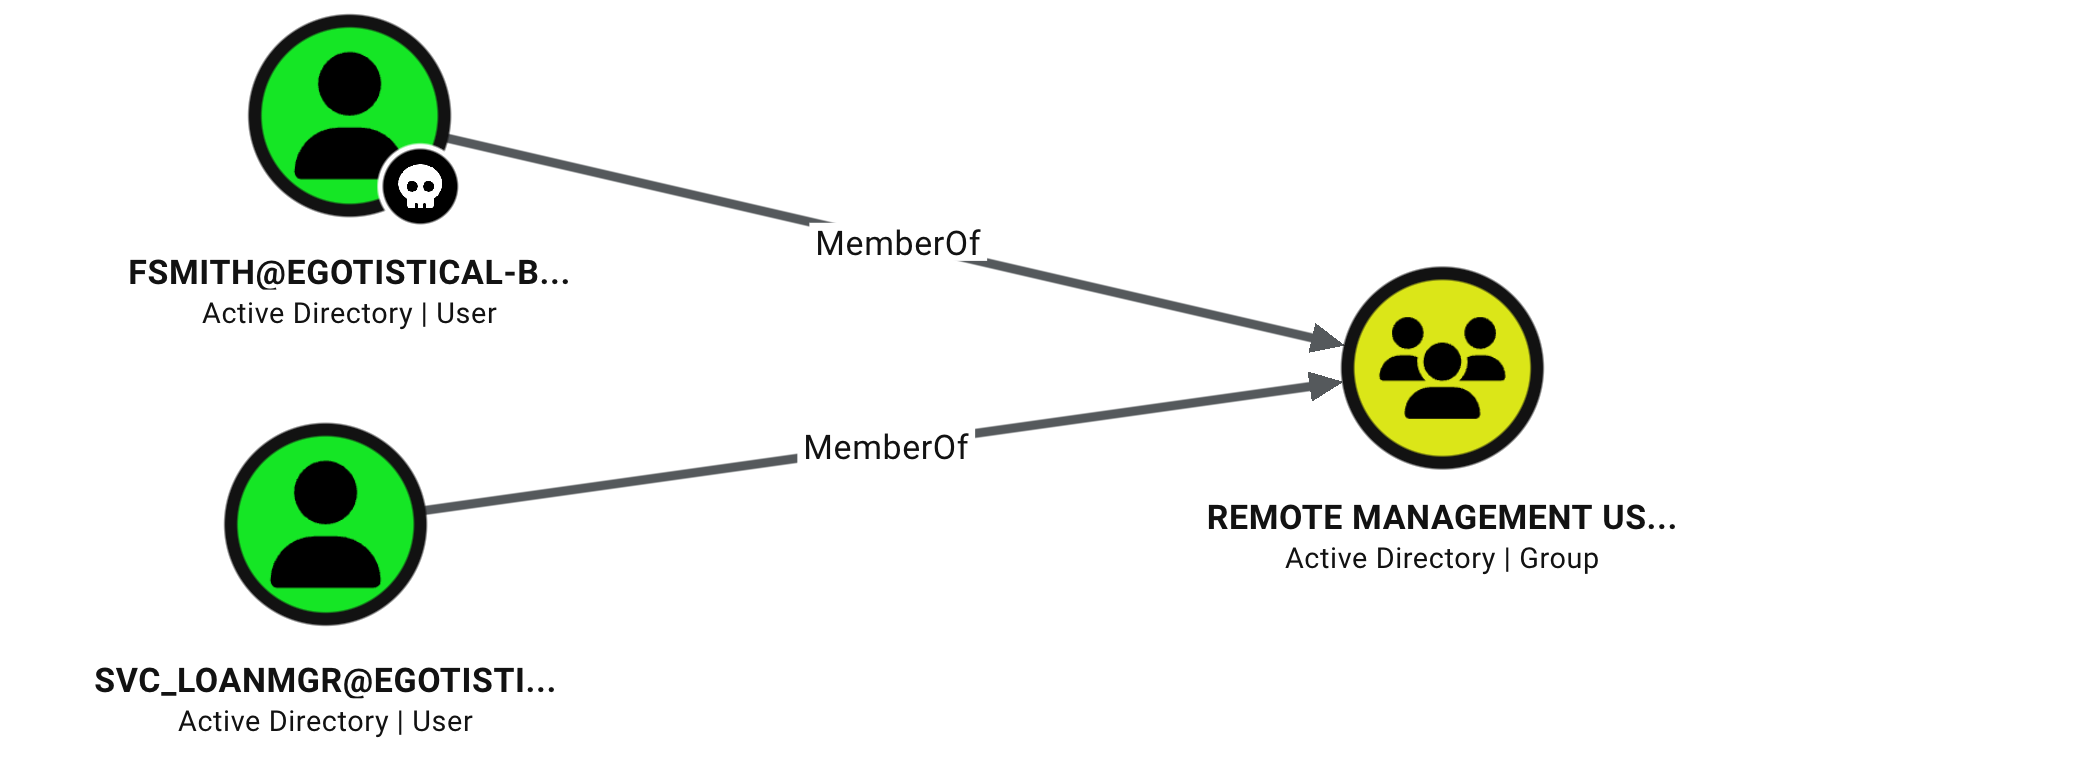 FSMITH@EGOTISTICAL-B...
Active Directory | User
MemberOf
MemberOf
REMOTE MANAGEMENT US...
Active Directory | Group
SVC_LOANMGR@EGOTISTI...
Active Directory | User